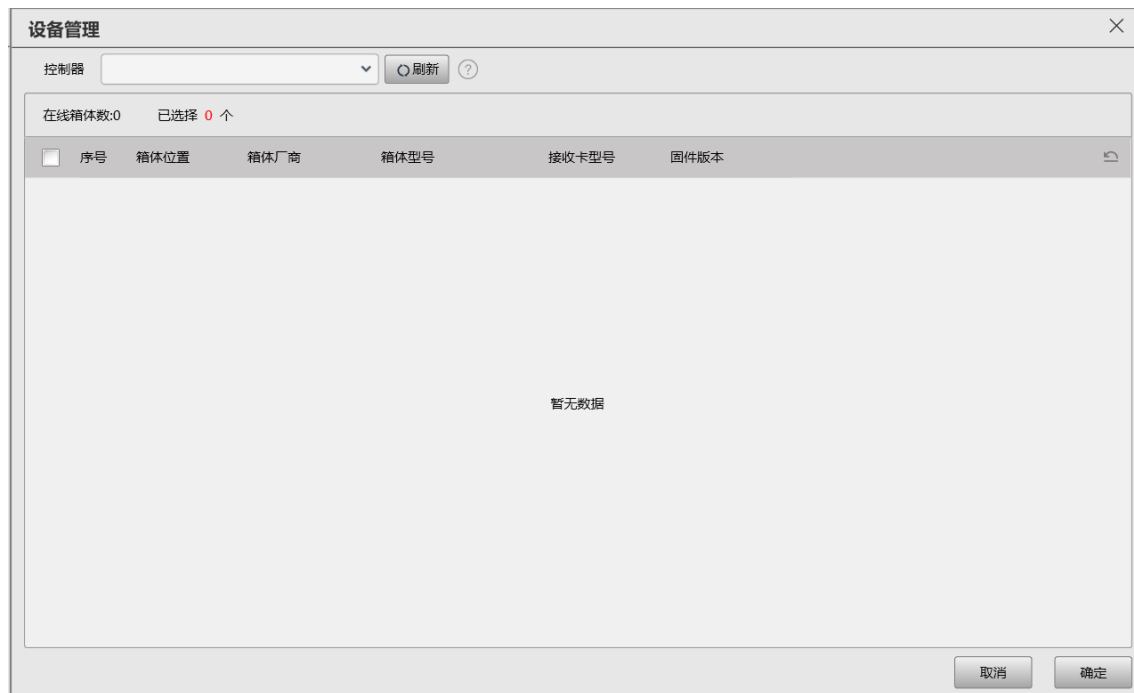 设备管理
控制器 刷新 ?
在线箱体数:0 已选择 0 个
序号 箱体位置 箱体厂商 箱体型号 接收卡型号 固件版本
暂无数据
取消 确定